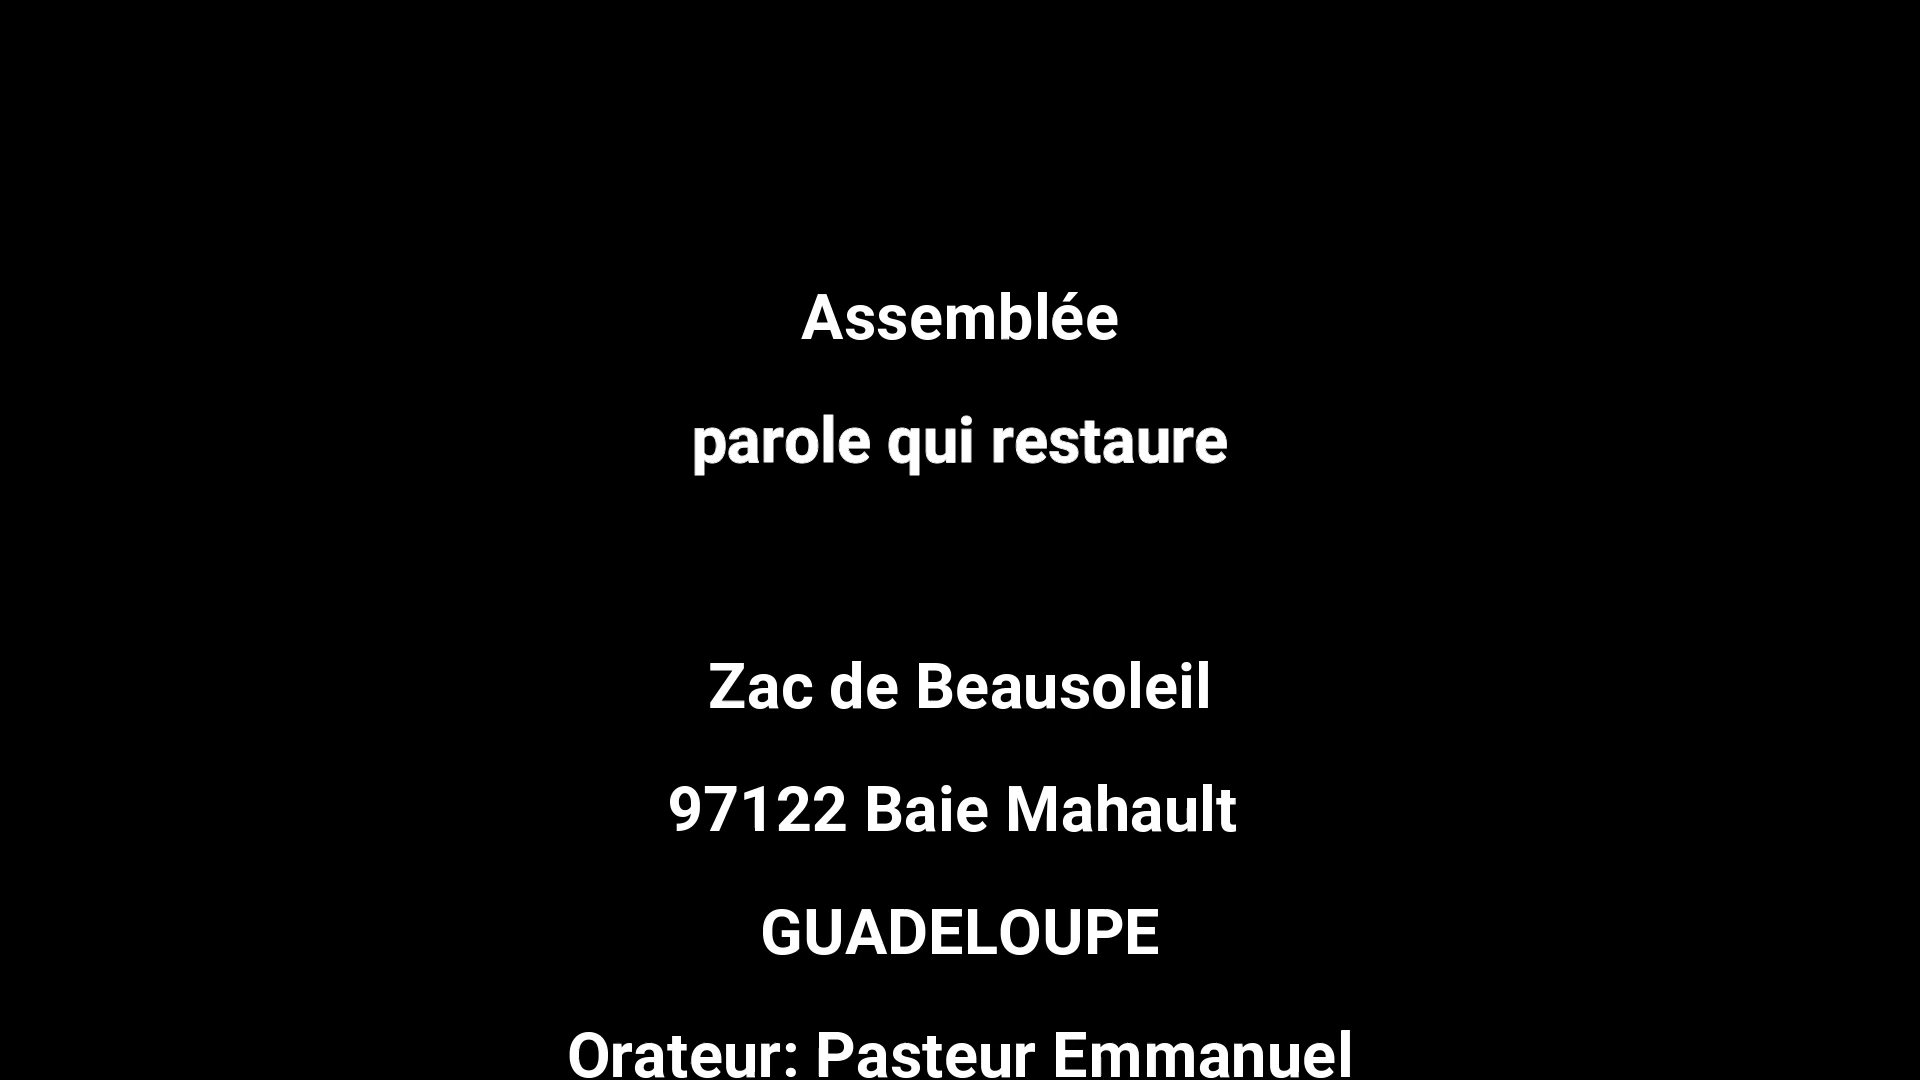 Assemblée
parole qui restaure
Zac de Beausoleil
97122 Baie Mahault
GUADELOUPE
Orateur: Pasteur Emmanuel